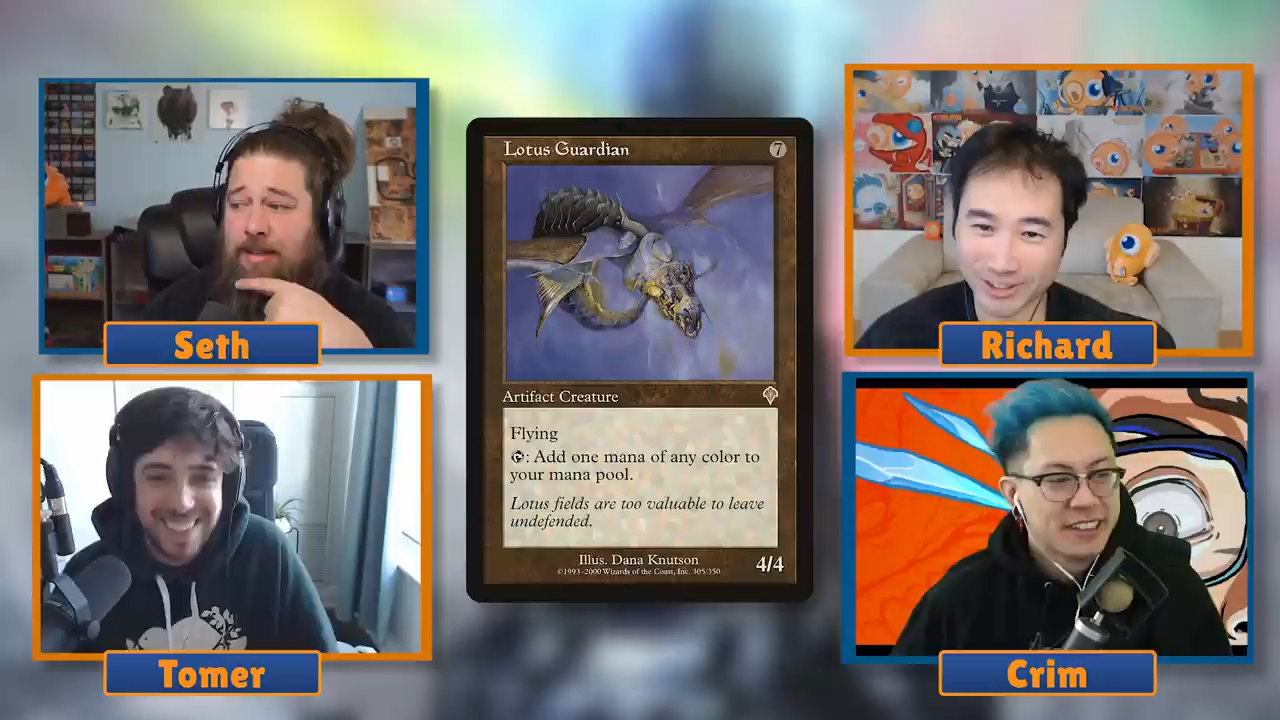 Seth
Tomer
Lotus Guardian 7
Artifact Creature
Flying
: Add one mana of any color to
your mana pool.
Lotus fields are too valuable to leave
undefended.
Illus. Dana Knutson
©1993-2000 Wizards of the Coast, Inc. 305/350
4/4
Richard
Crim